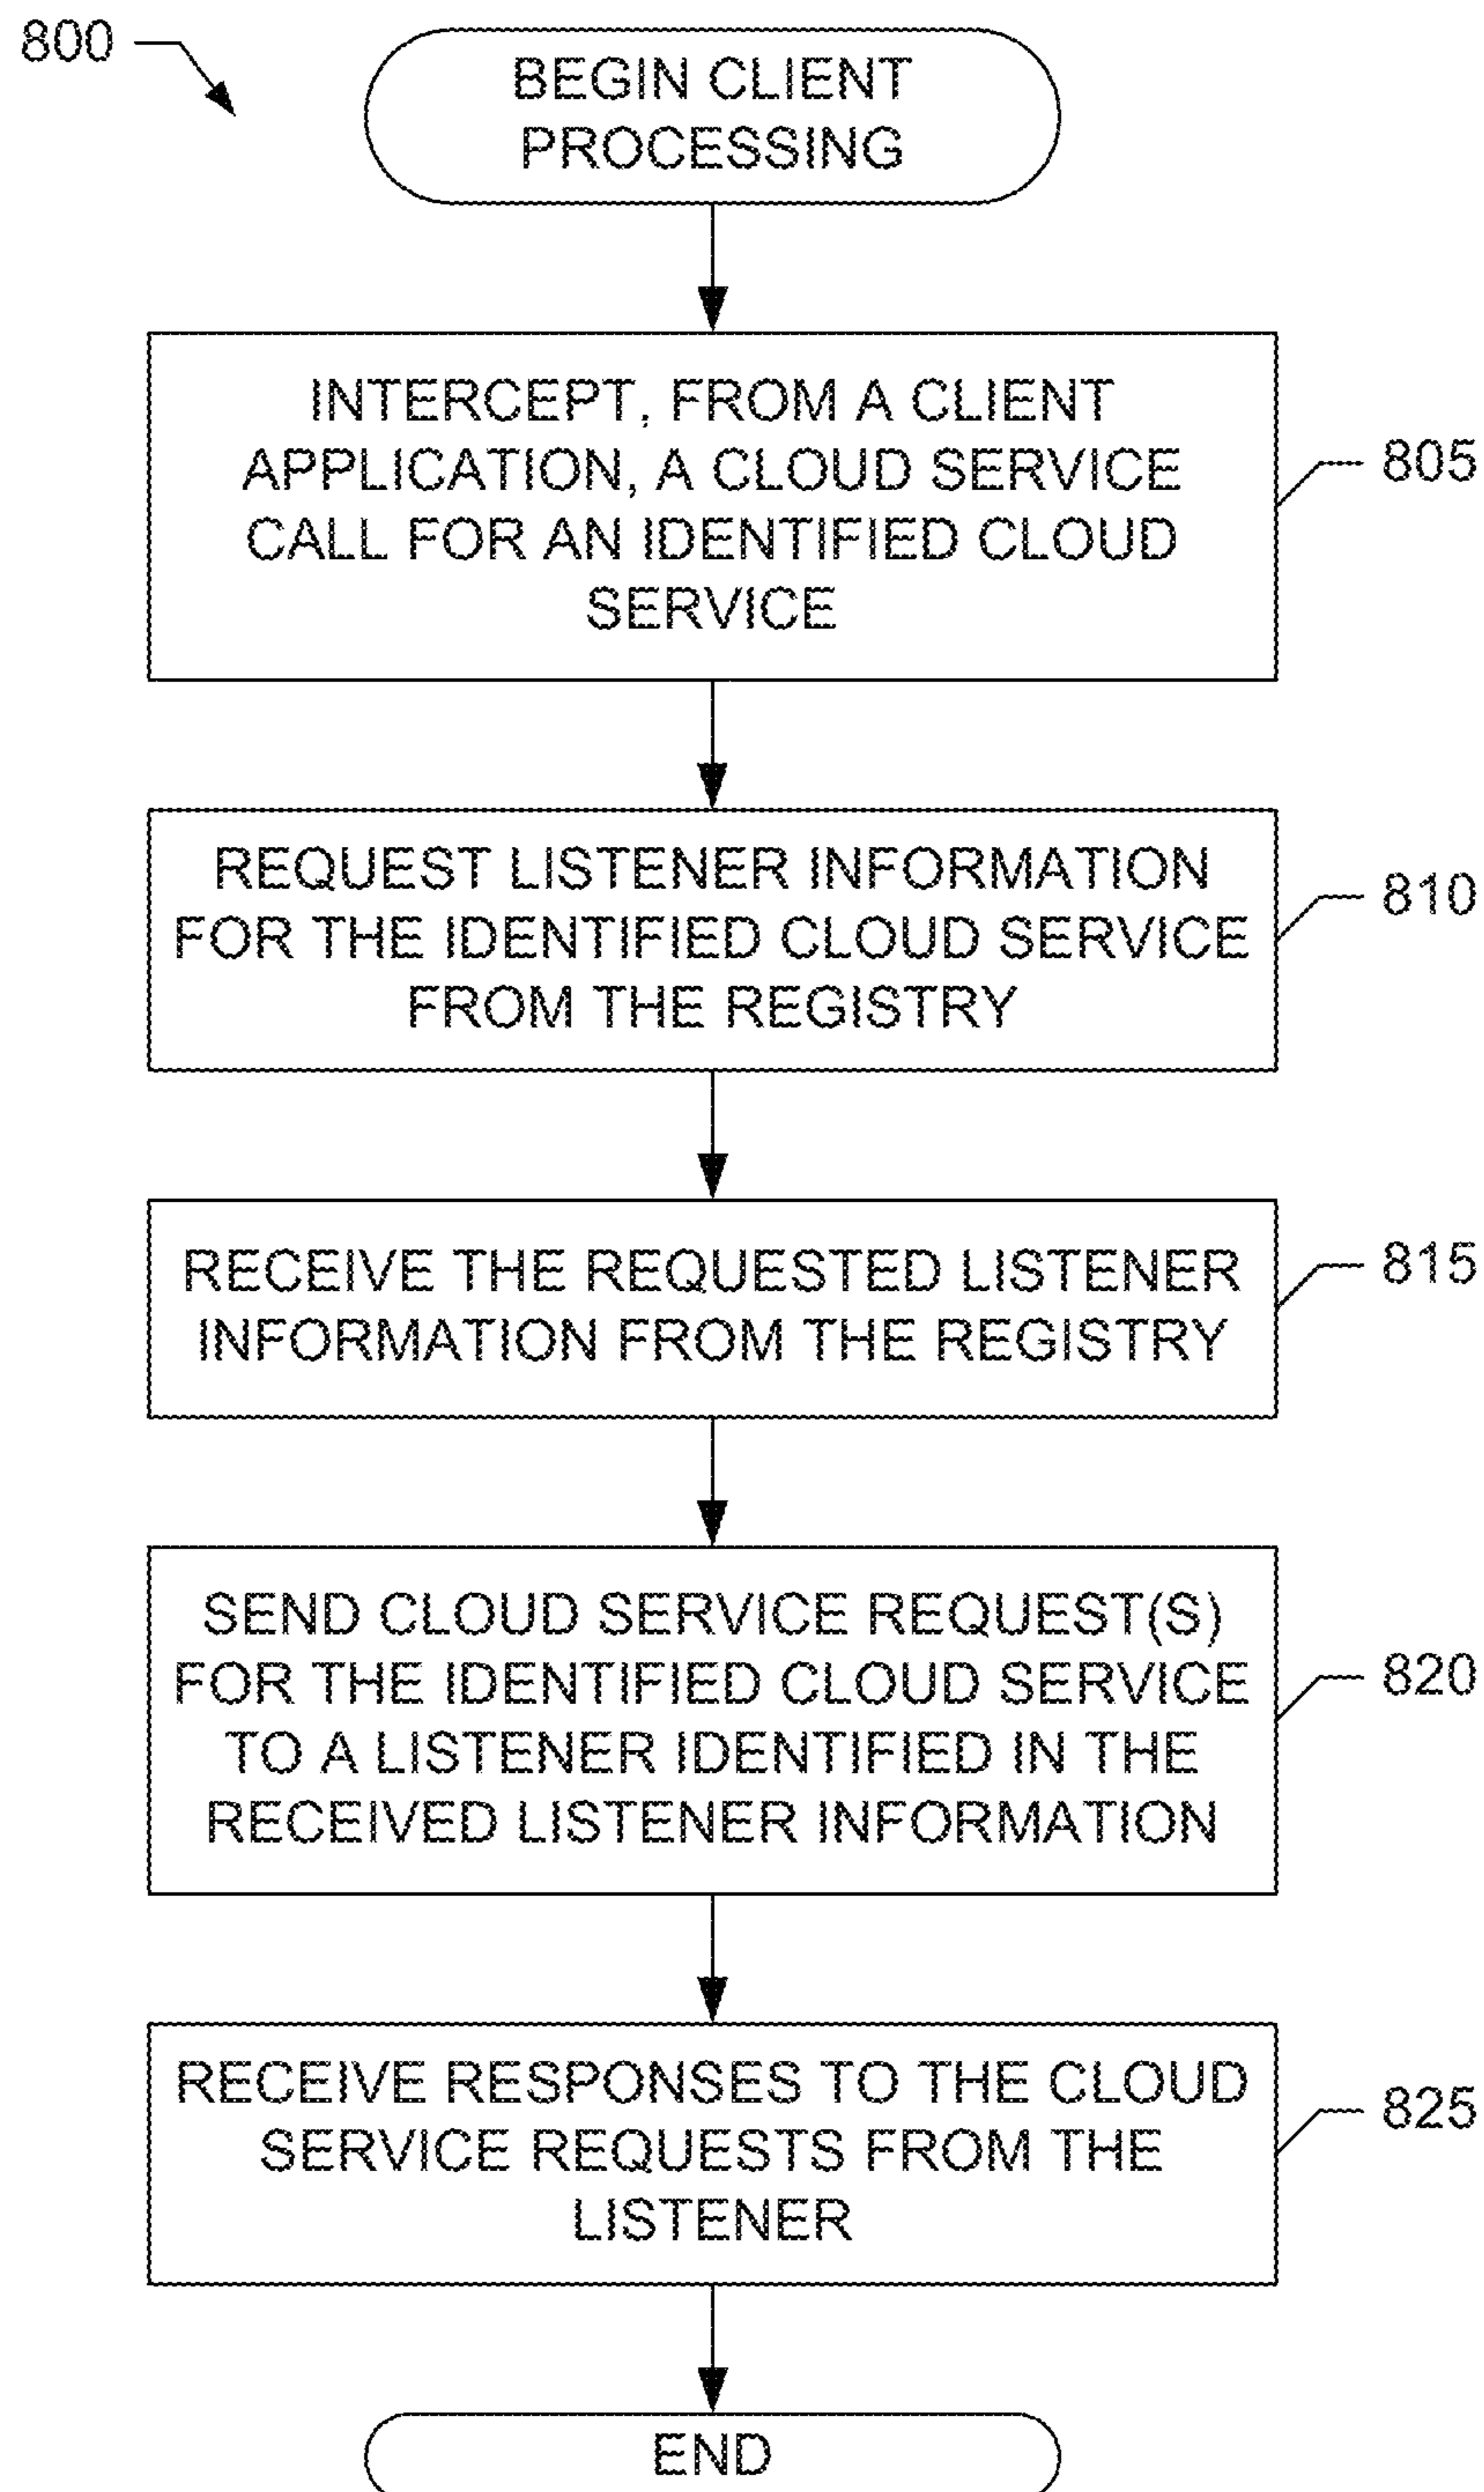 800
BEGIN CLIENT
PROCESSING
INTERCEPT, FROM A CLIENT
APPLICATION, A CLOUD SERVICE
CALL FOR AN IDENTIFIED CLOUD
SERVICE
805
REQUEST LISTENER INFORMATION
FOR THE IDENTIFIED CLOUD SERVICE
FROM THE REGISTRY
810
RECEIVE THE REQUESTED LISTENER
INFORMATION FROM THE REGISTRY
815
SEND CLOUD SERVICE REQUEST(S)
FOR THE IDENTIFIED CLOUD SERVICE
TO A LISTENER IDENTIFIED IN THE
RECEIVED LISTENER INFORMATION
820
RECEIVE RESPONSES TO THE CLOUD
SERVICE REQUESTS FROM THE
LISTENER
825
END